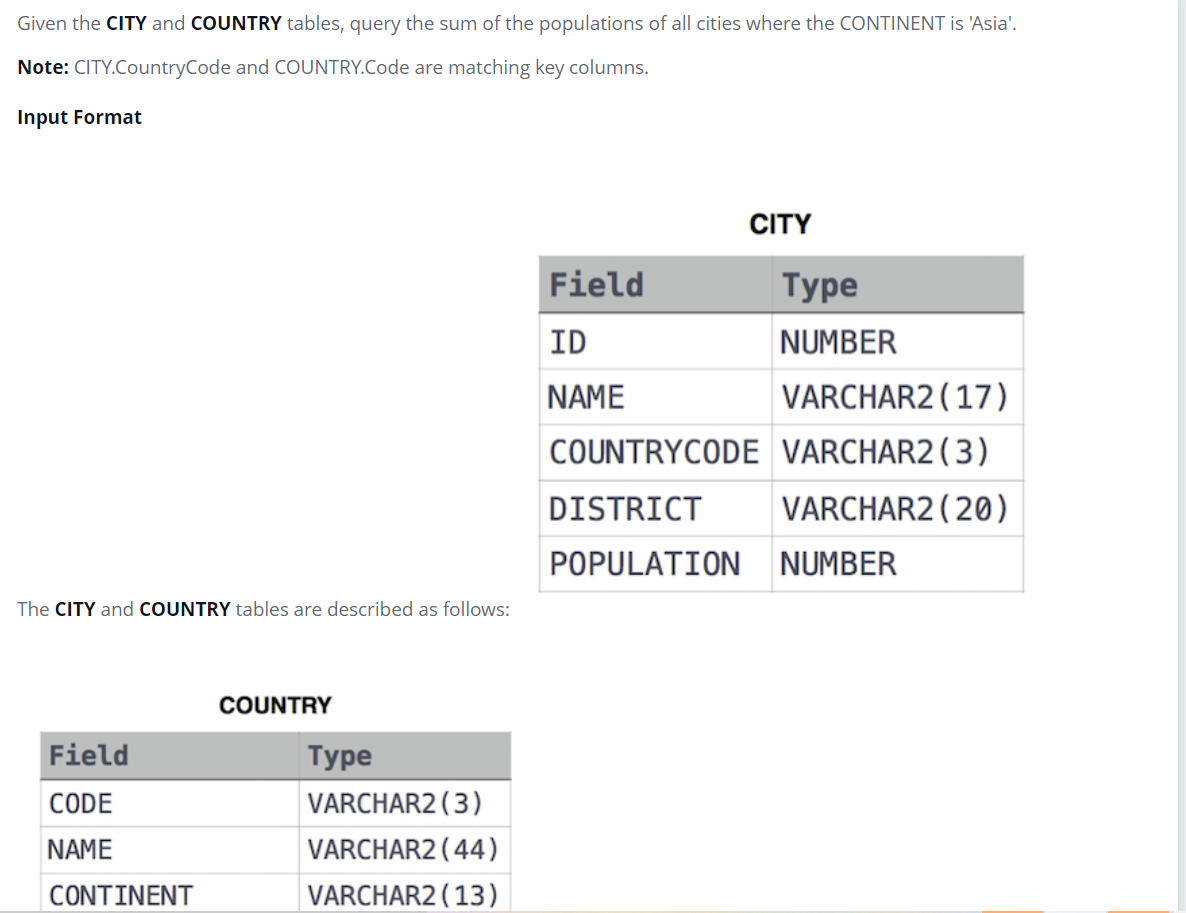 Given the CITY and COUNTRY tables, query the sum of the populations of all cities where the CONTINENT is 'Asia'.
Note: CITY.CountryCode and COUNTRY.Code are matching key columns.
Input Format
CITY
Field Type
ID NUMBER
NAME VARCHAR2(17)
COUNTRYCODE VARCHAR2(3)
DISTRICT VARCHAR2(20)
POPULATION NUMBER
The CITY and COUNTRY tables are described as follows:
COUNTRY
Field Type
CODE VARCHAR2(3)
NAME VARCHAR2(44)
CONTINENT VARCHAR2(13)